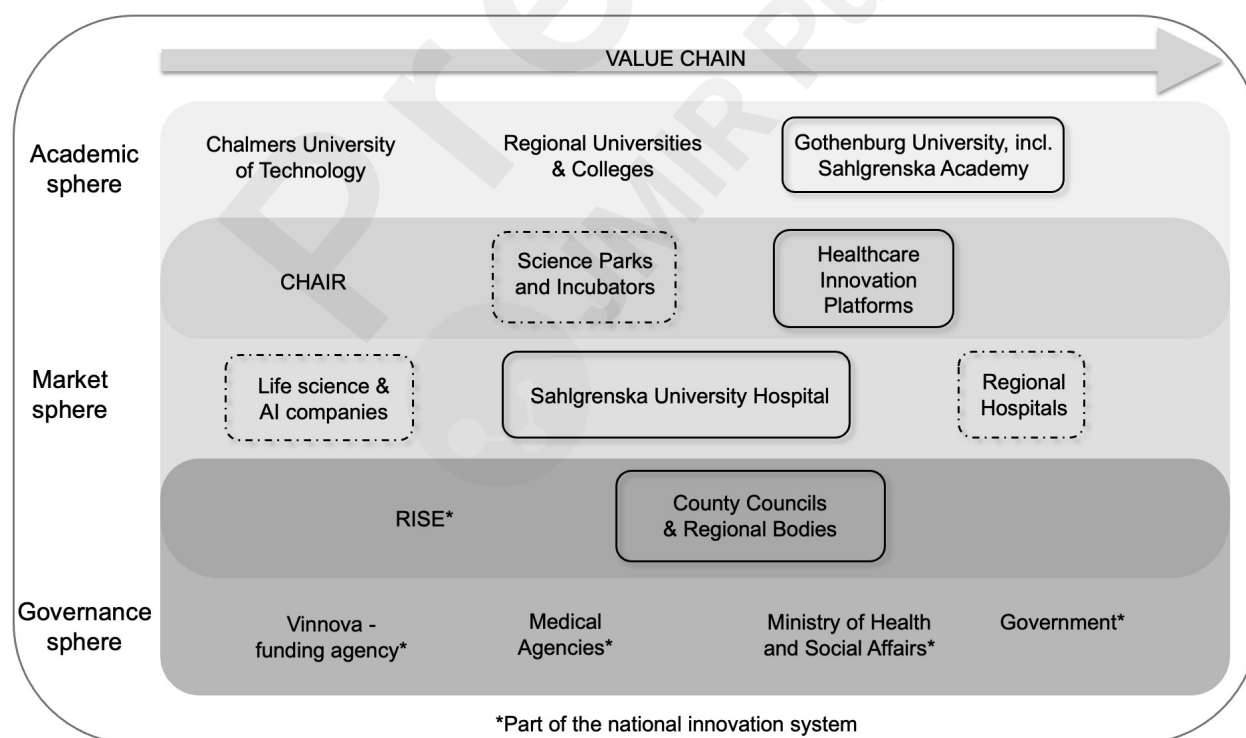 VALUE CHAIN
Academic
sphere
Chalmers University
of Technology
Regional Universities
& Colleges
Gothenburg University, incl.
Sahlgrenska Academy
CHAIR
Science Parks
and Incubators
Healthcare
Innovation
Platforms
Market
sphere
Life science &
AI companies
Sahlgrenska University Hospital
Regional
Hospitals
RISE*
County Councils
& Regional Bodies
Governance
sphere
Vinnova -
funding agency*
Medical
Agencies*
Ministry of Health
and Social Affairs*
Government*
*Part of the national innovation system
Pre
JMIR Pu